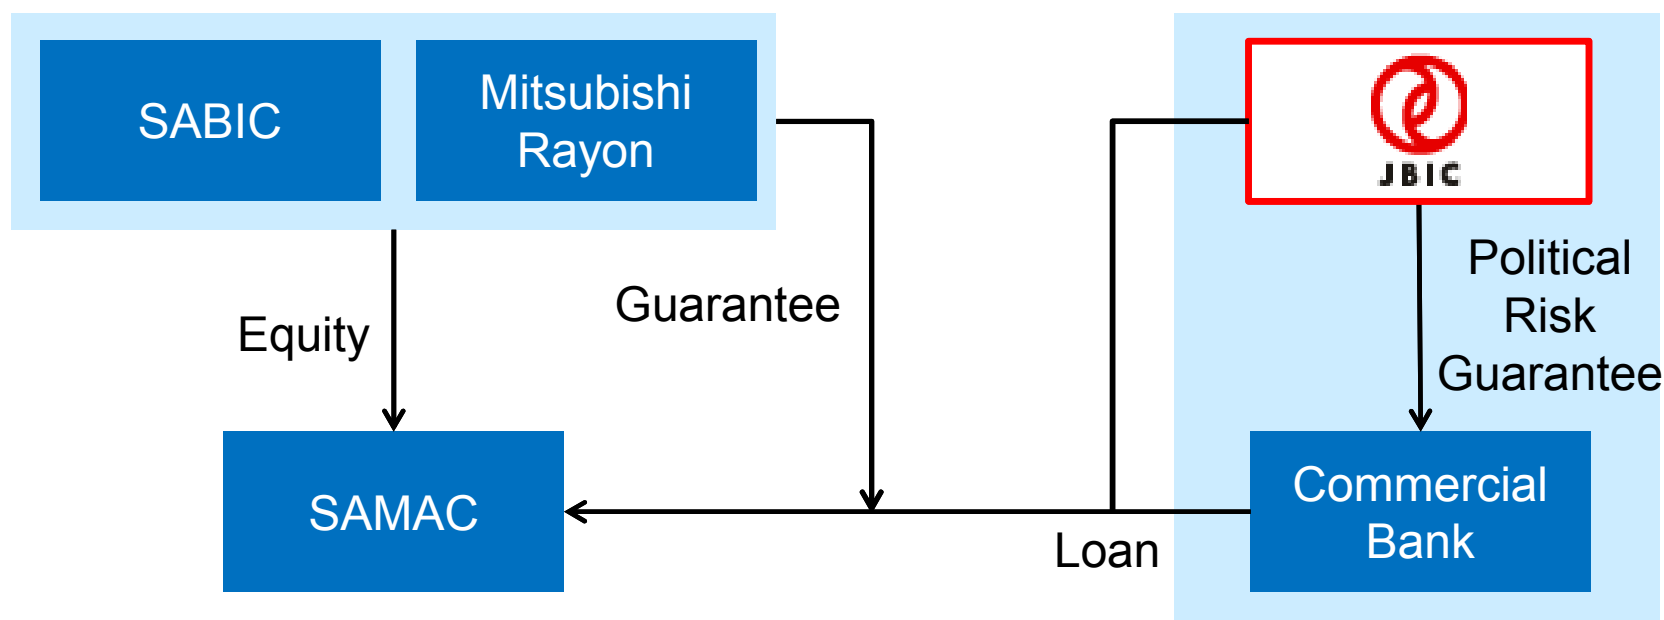 SABIC
Mitsubishi
Rayon
JBIC
Political
Risk
Guarantee
Guarantee
Equity
SAMAC
Commercial
Bank
Loan